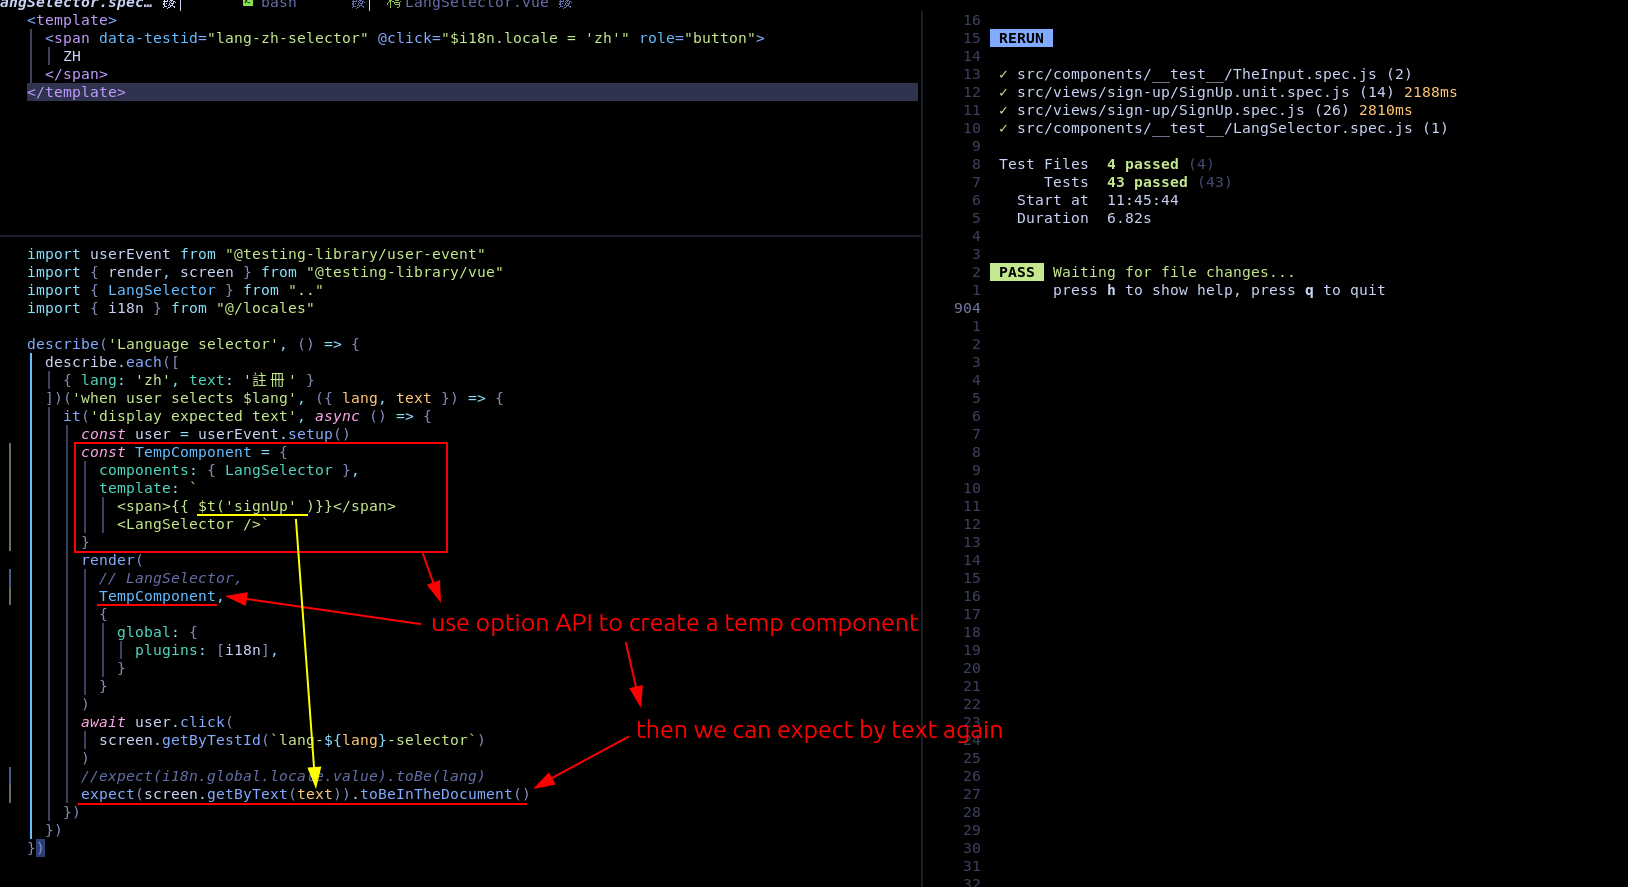 angSelector.spec…
bash
LangSelector.vue
<template>
<span data-testid="lang-zh-selector" @click="$i18n.locale = 'zh'" role="button">
ZH
</span>
</template>
import userEvent from "@testing-library/user-event"
import { render, screen } from "@testing-library/vue"
import { LangSelector } from ".."
import { i18n } from "@/locales"
describe('Language selector', () => {
describe.each([
{ lang: 'zh', text: '註冊' }
])('when user selects $lang', ({ lang, text }) => {
it('display expected text', async () => {
const user = userEvent.setup()
const TempComponent = {
components: { LangSelector },
template: `
<span>{{ $t('signUp' )}}</span>
<LangSelector />`
}
render(
// LangSelector,
TempComponent,
{
global: {
plugins: [i18n],
}
}
)
await user.click(
screen.getByTestId(`lang-${lang}-selector`)
)
//expect(i18n.global.locale.value).toBe(lang)
expect(screen.getByText(text)).toBeInTheDocument()
})
})
})
use option API to create a temp component
then we can expect by text again
16
15 RERUN
14
13 ✓ src/components/__test__/TheInput.spec.js (2)
12 ✓ src/views/sign-up/SignUp.unit.spec.js (14) 2188ms
11 ✓ src/views/sign-up/SignUp.spec.js (26) 2810ms
10 ✓ src/components/__test__/LangSelector.spec.js (1)
9
8 Test Files 4 passed (4)
7 Tests 43 passed (43)
6 Start at 11:45:44
5 Duration 6.82s
4
3
2 PASS Waiting for file changes...
1 press h to show help, press q to quit
904
1
2
3
4
5
6
7
8
9
10
11
12
13
14
15
16
17
18
19
20
21
22
23
24
25
26
27
28
29
30
31
32